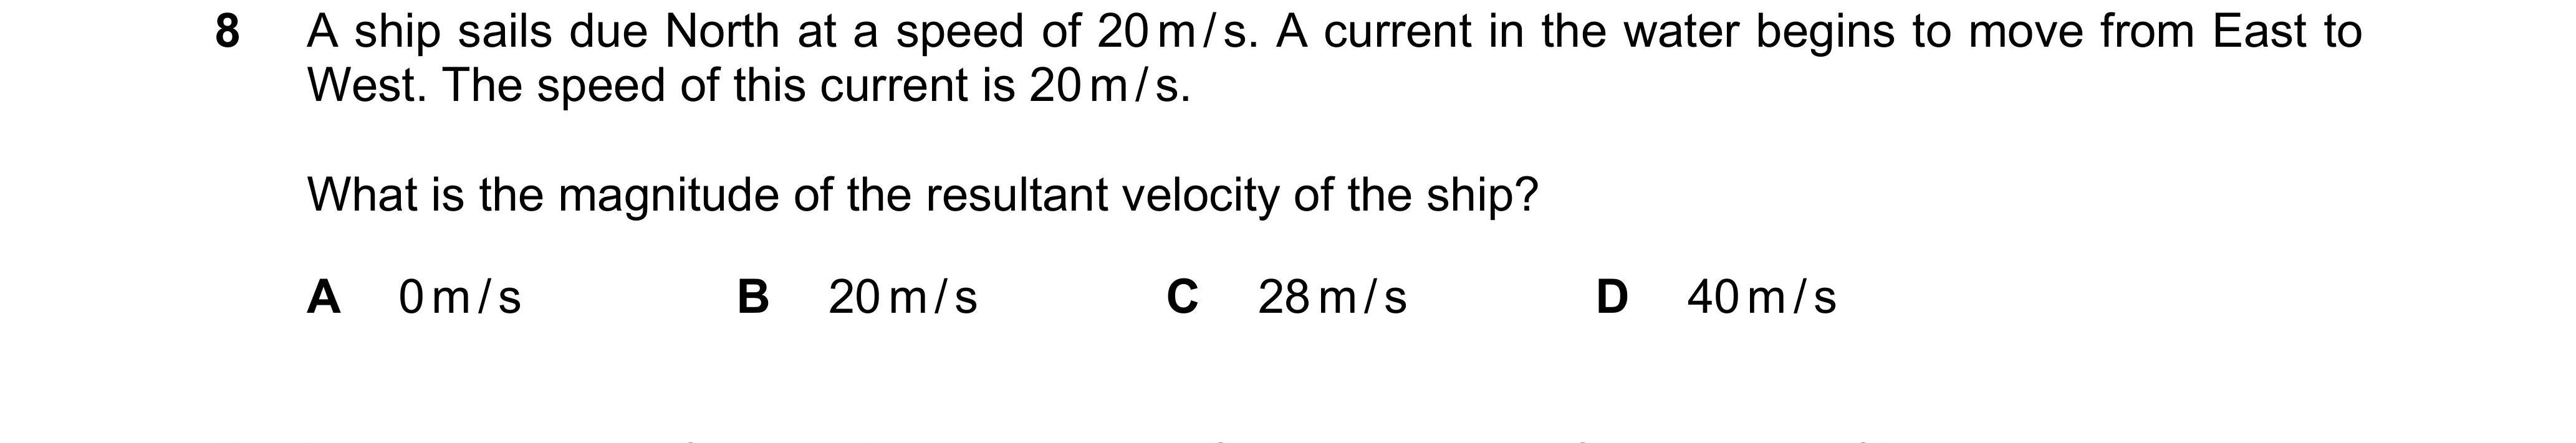 8 A ship sails due North at a speed of 20 m / s. A current in the water begins to move from East to
West. The speed of this current is 20 m / s.
What is the magnitude of the resultant velocity of the ship?
A 0 m / s B 20 m / s C 28 m / s D 40 m / s